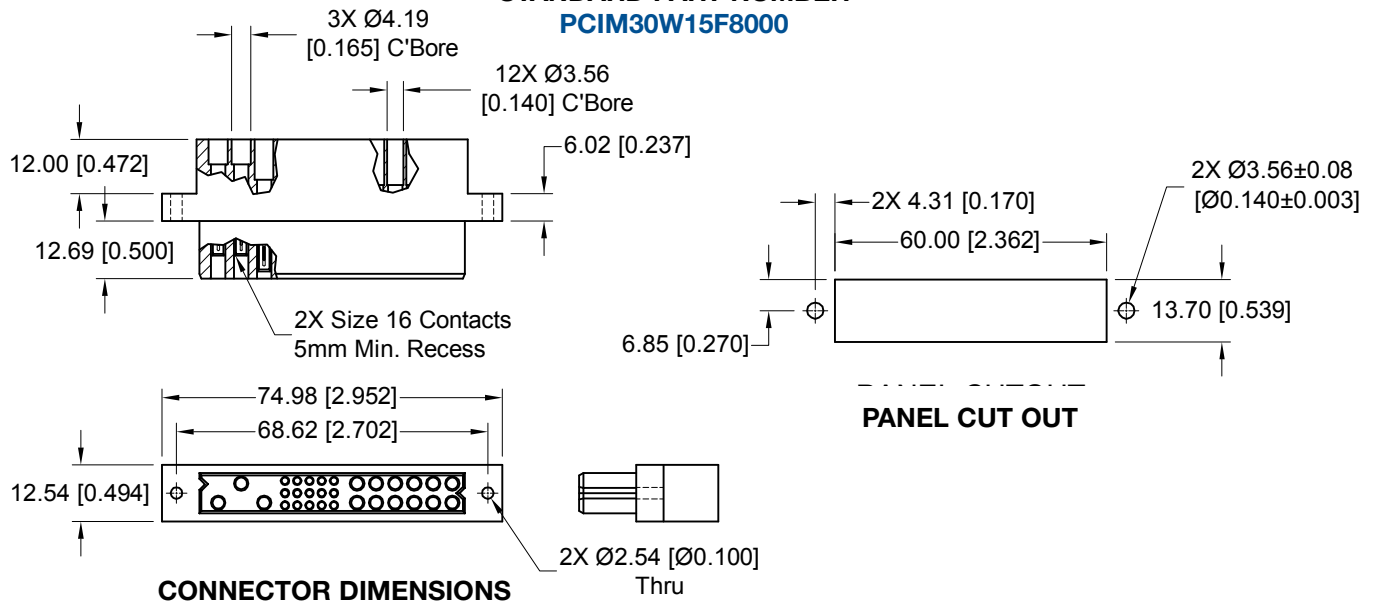 PCIM30W15F8000
3X Ø4.19
[0.165] C'Bore
12X Ø3.56
[0.140] C'Bore
12.00 [0.472]
6.02 [0.237]
12.69 [0.500]
2X Size 16 Contacts
5mm Min. Recess
2X Ø3.56±0.08
[Ø0.140±0.003]
2X 4.31 [0.170]
60.00 [2.362]
13.70 [0.539]
6.85 [0.270]
PANEL CUT OUT
74.98 [2.952]
68.62 [2.702]
12.54 [0.494]
2X Ø2.54 [Ø0.100]
Thru
CONNECTOR DIMENSIONS